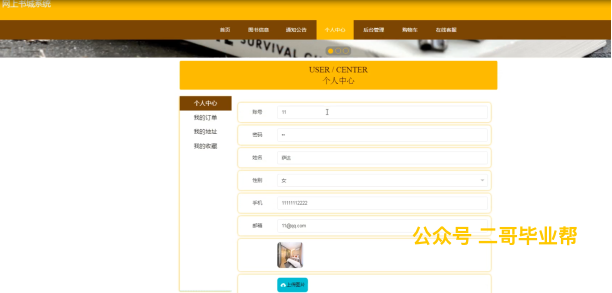 网上书城系统
首页 图书信息 通知公告 个人中心 后台管理 购物车 在线客服
SURVIVAL GUI
USER / CENTER
个人中心
个人中心
我的订单
我的地址
我的收藏
账号 11
密码 ••
姓名
性别 女
手机 11111112222
邮箱 11@qq.com
公众号 二哥毕业帮
上传图片